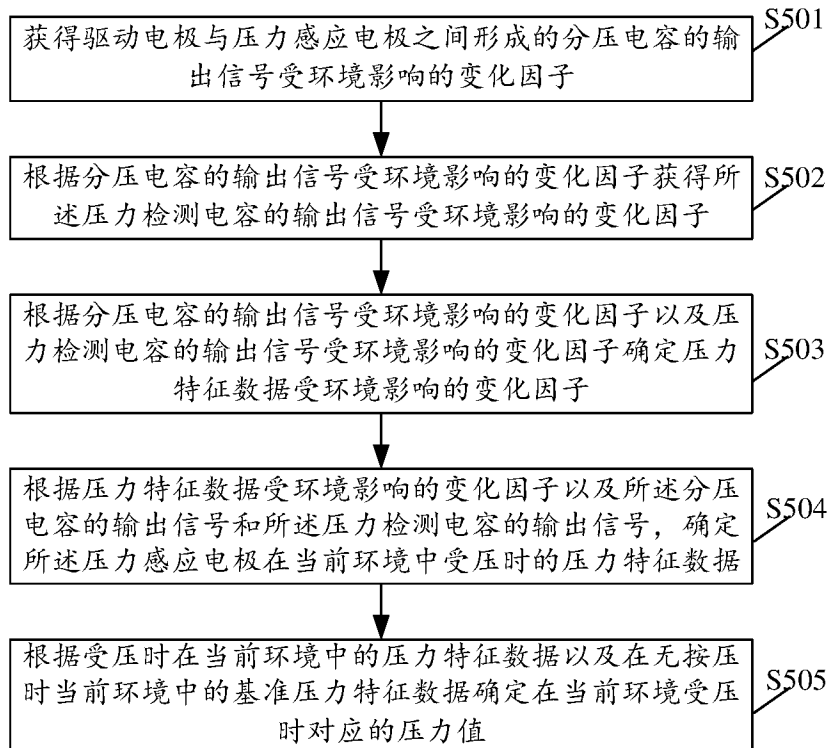 获得驱动电极与压力感应电极之间形成的分压电容的输
出信号受环境影响的变化因子
S501
根据分压电容的输出信号受环境影响的变化因子获得所
述压力检测电容的输出信号受环境影响的变化因子
S502
根据分压电容的输出信号受环境影响的变化因子以及压
力检测电容的输出信号受环境影响的变化因子确定压力
特征数据受环境影响的变化因子
S503
根据压力特征数据受环境影响的变化因子以及所述分压
电容的输出信号和所述压力检测电容的输出信号，确定
所述压力感应电极在当前环境中受压时的压力特征数据
S504
根据受压时在当前环境中的压力特征数据以及在无按压
时当前环境中的基准压力特征数据确定在当前环境受压
时对应的压力值
S505